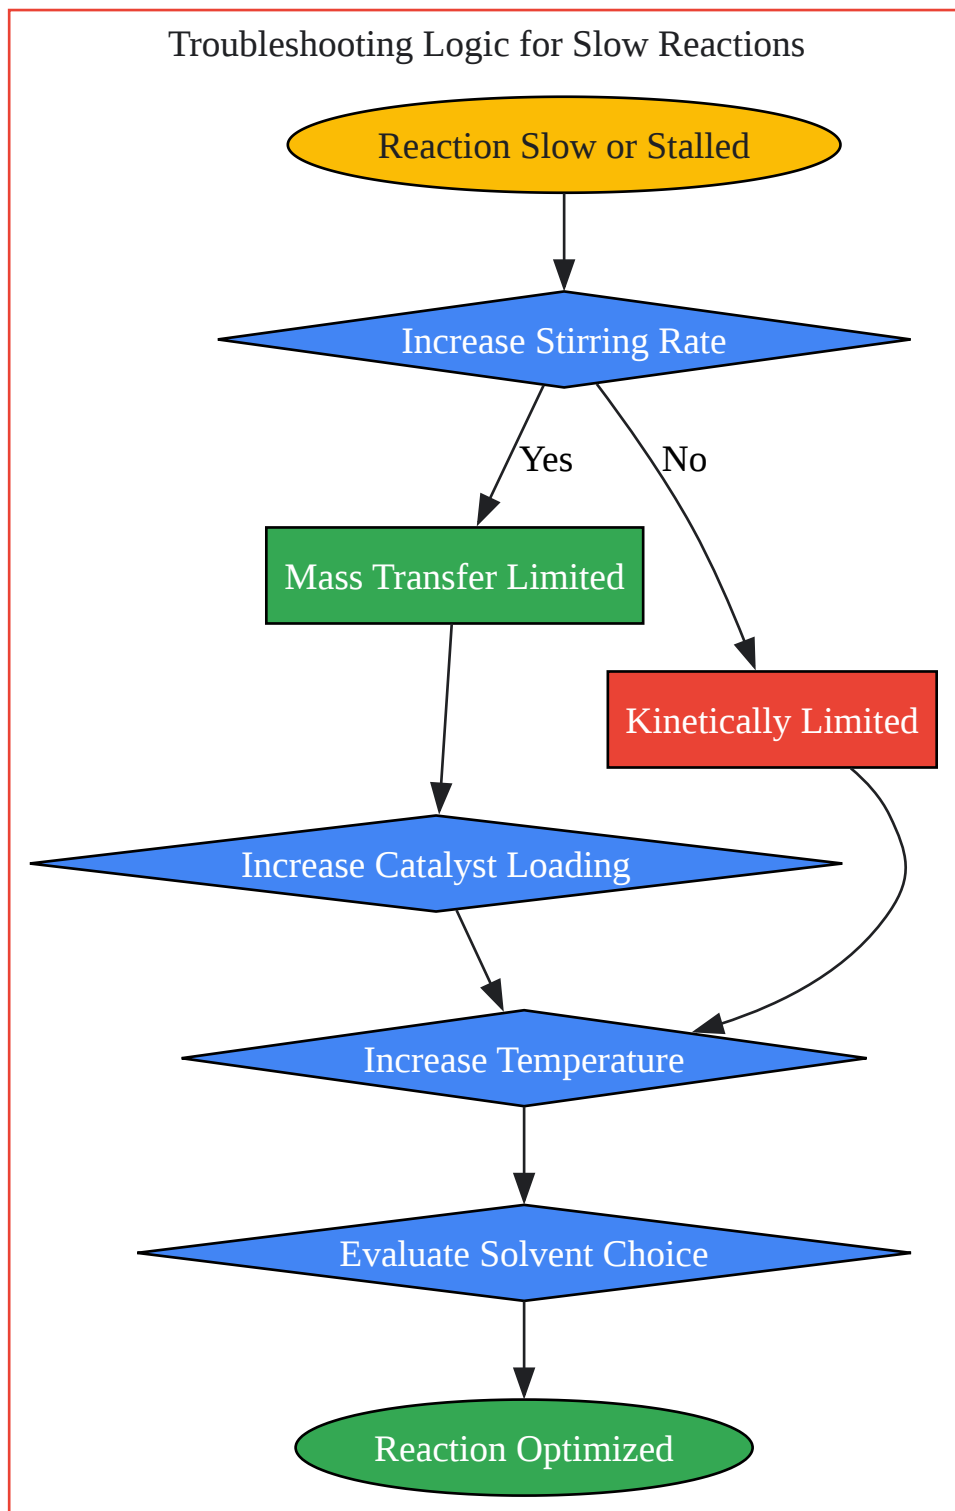 Troubleshooting Logic for Slow Reactions
Reaction Slow or Stalled
Increase Stirring Rate
Yes
No
Mass Transfer Limited
Kinetically Limited
Increase Catalyst Loading
Increase Temperature
Evaluate Solvent Choice
Reaction Optimized